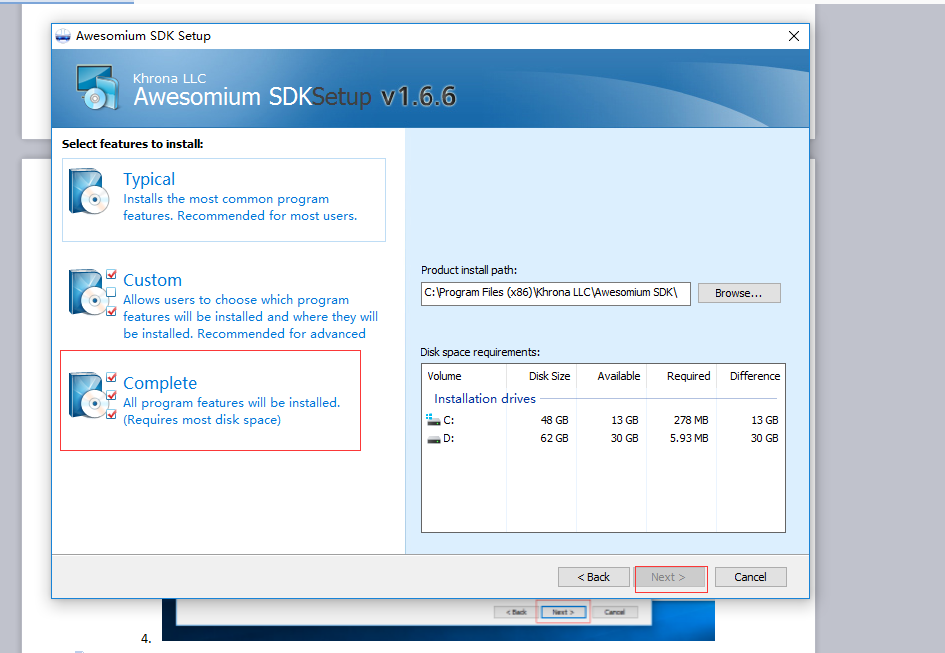 Awesomium SDK Setup
Khrona LLC
Awesomium SDKSetup v1.6.6
Select features to install:
Typical
Installs the most common program
features. Recommended for most users.
Custom
Allows users to choose which program
features will be installed and where they will
be installed. Recommended for advanced
Complete
All program features will be installed.
(Requires most disk space)
Product install path:
C:\Program Files (x86)\Khrona LLC\Awesomium SDK\
Browse...
Disk space requirements:
Volume Disk Size Available Required Difference
Installation drives
C: 48 GB 13 GB 278 MB 13 GB
D: 62 GB 30 GB 5.93 MB 30 GB
< Back Next > Cancel
< Back Next > Cancel
4.